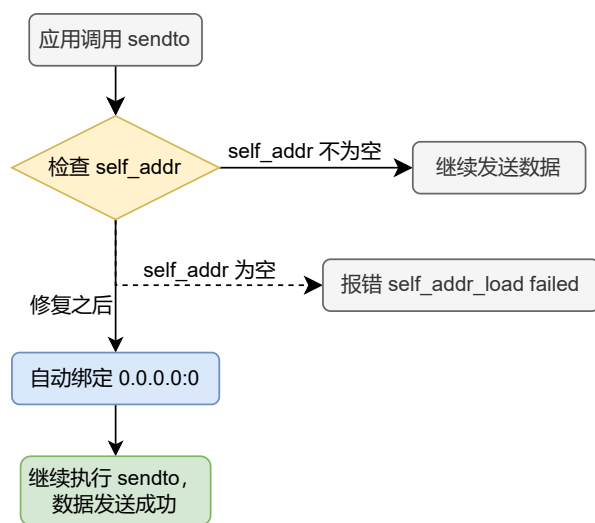 应用调用 sendto
检查 self_addr
self_addr 不为空
继续发送数据
self_addr 为空
报错 self_addr_load failed
修复之后
自动绑定 0.0.0.0:0
继续执行 sendto，
数据发送成功